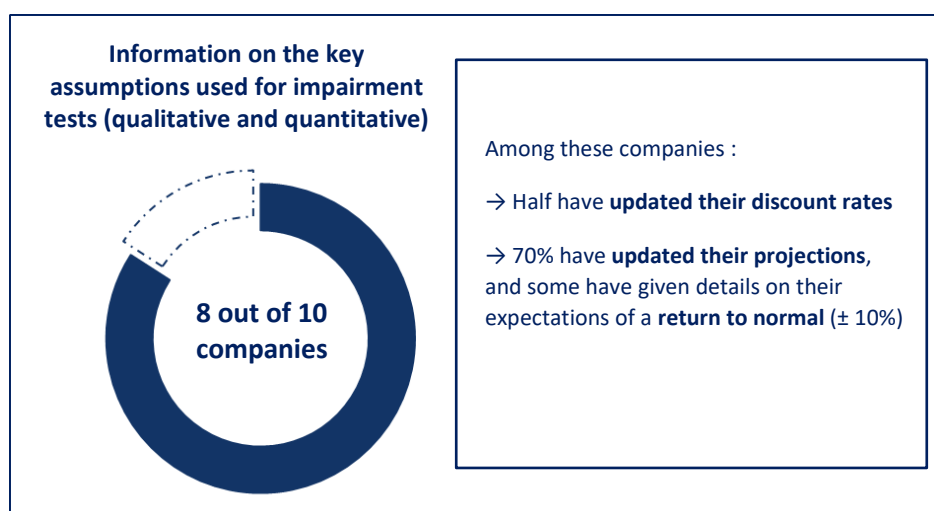 Information on the key
assumptions used for impairment
tests (qualitative and quantitative)
8 out of 10
companies
Among these companies :
→ Half have updated their discount rates
→ 70% have updated their projections,
and some have given details on their
expectations of a return to normal (± 10%)